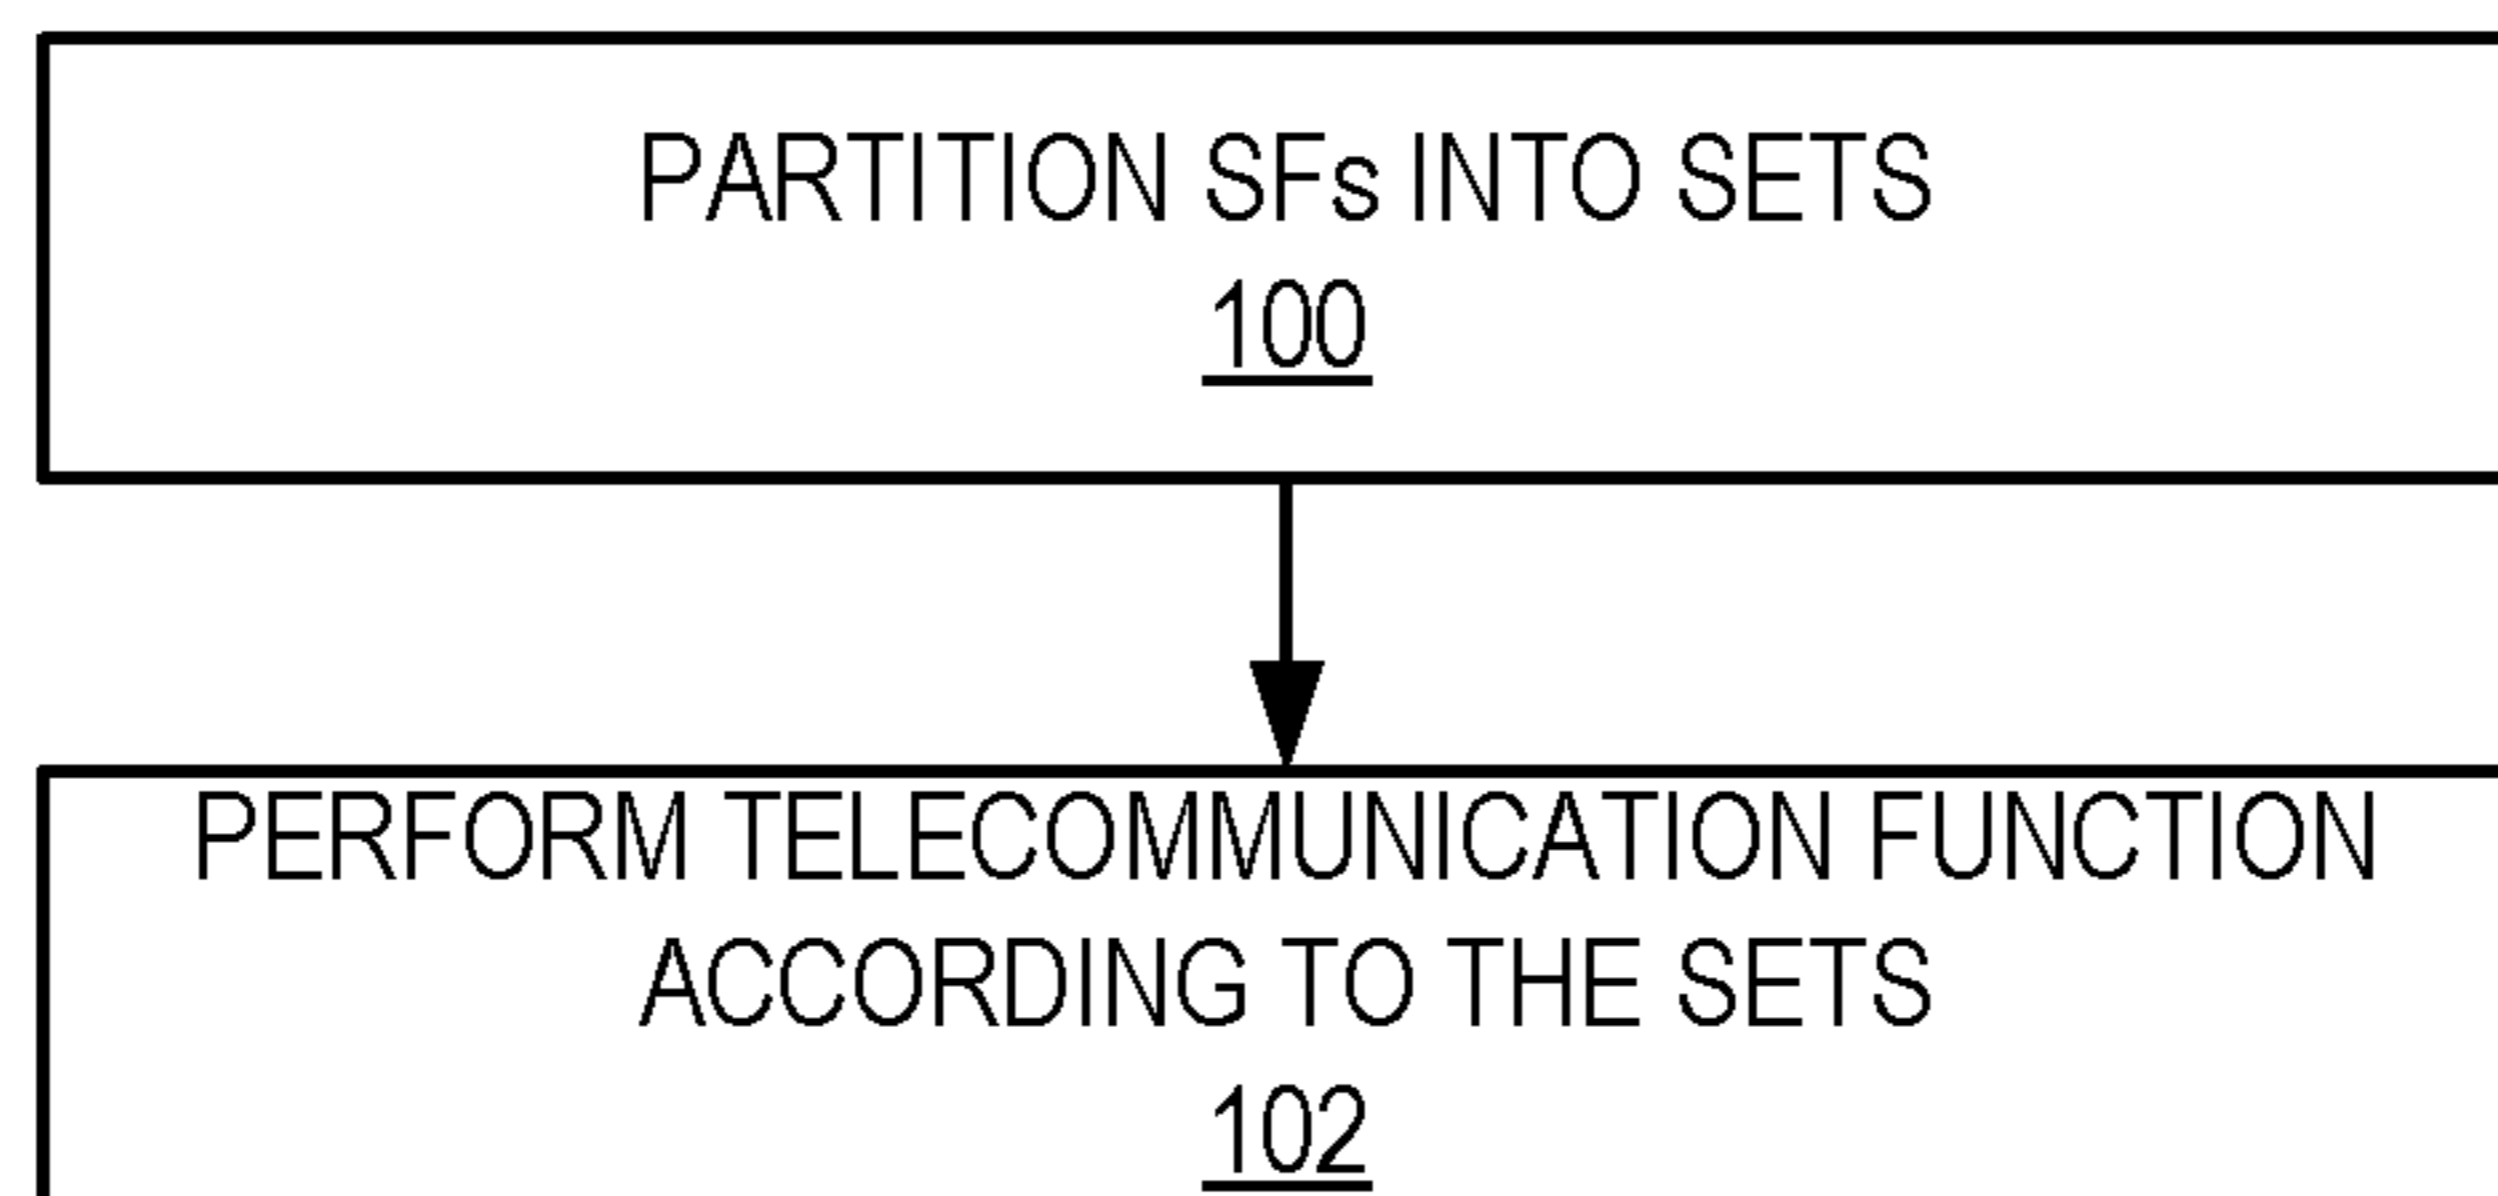 PARTITION SFs INTO SETS
100
PERFORM TELECOMMUNICATION FUNCTION
ACCORDING TO THE SETS
102